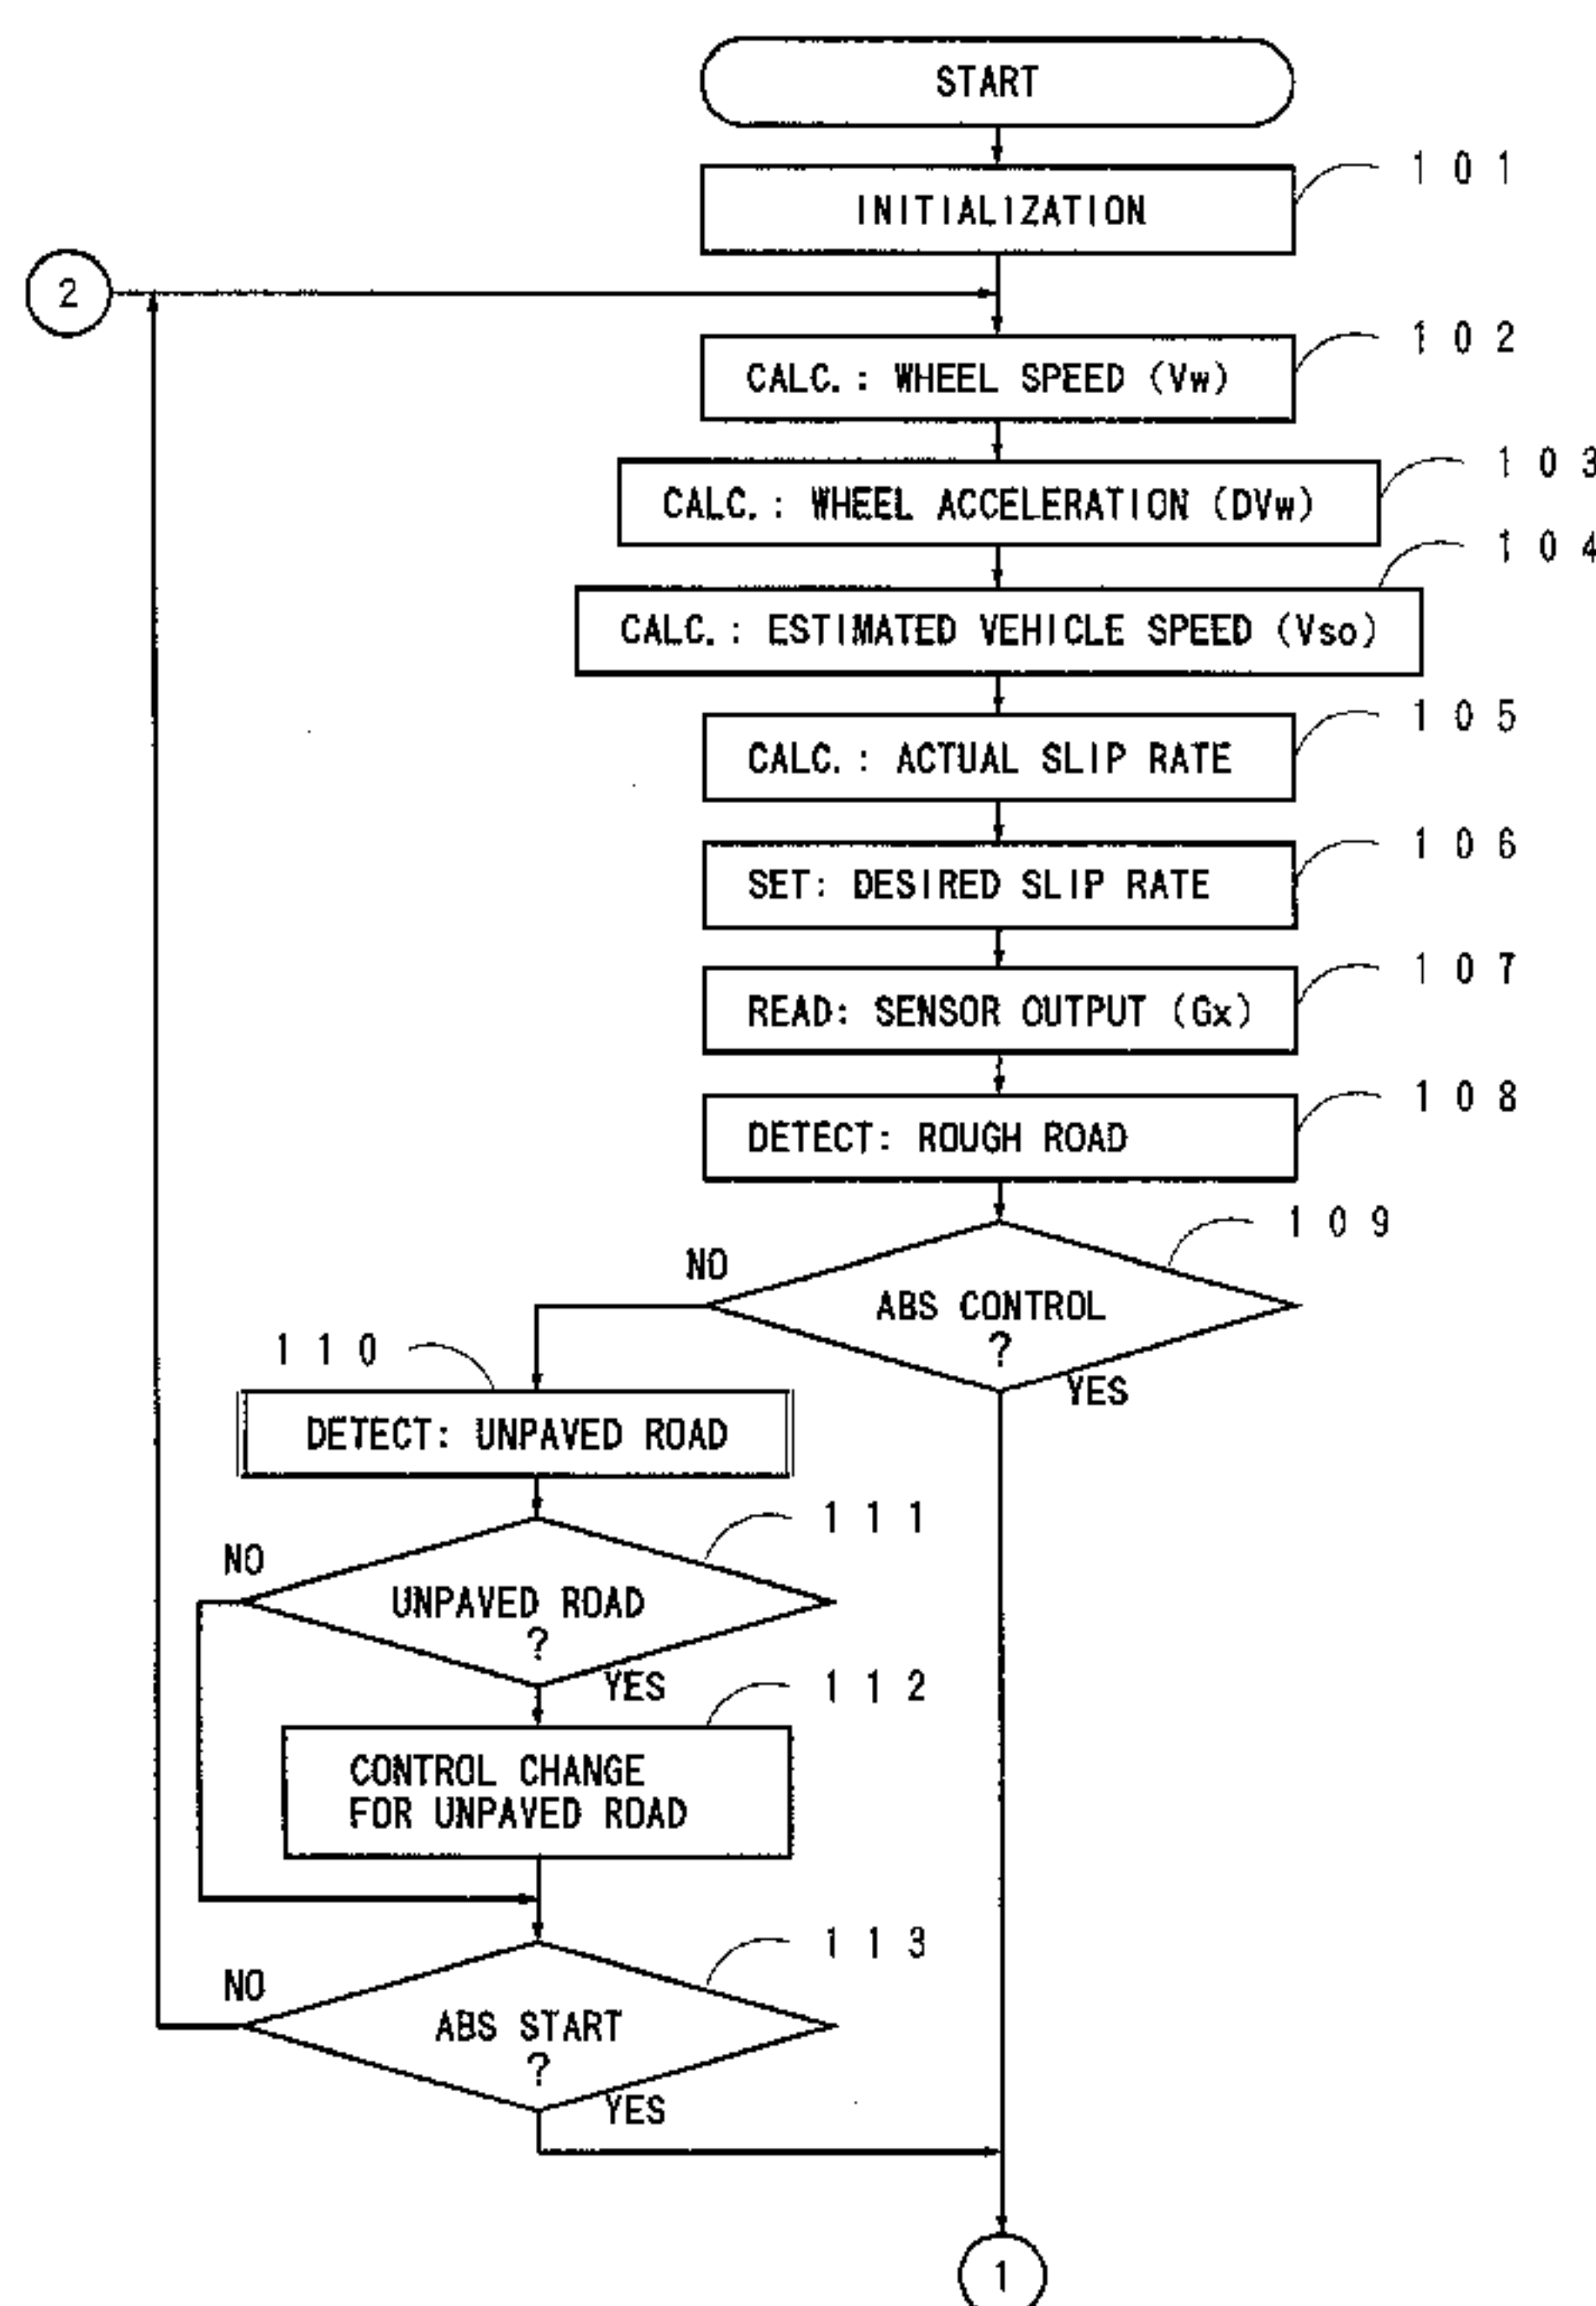 START
INITIALIZATION
101
2
CALC.: WHEEL SPEED (Vw)
102
CALC.: WHEEL ACCELERATION (DVw)
103
CALC.: ESTIMATED VEHICLE SPEED (Vso)
104
CALC.: ACTUAL SLIP RATE
105
SET: DESIRED SLIP RATE
106
READ: SENSOR OUTPUT (Gx)
107
DETECT: ROUGH ROAD
108
ABS CONTROL
?
109
NO
YES
110
DETECT: UNPAVED ROAD
UNPAVED ROAD
?
111
NO
YES
CONTROL CHANGE
FOR UNPAVED ROAD
112
ABS START
?
113
NO
YES
1